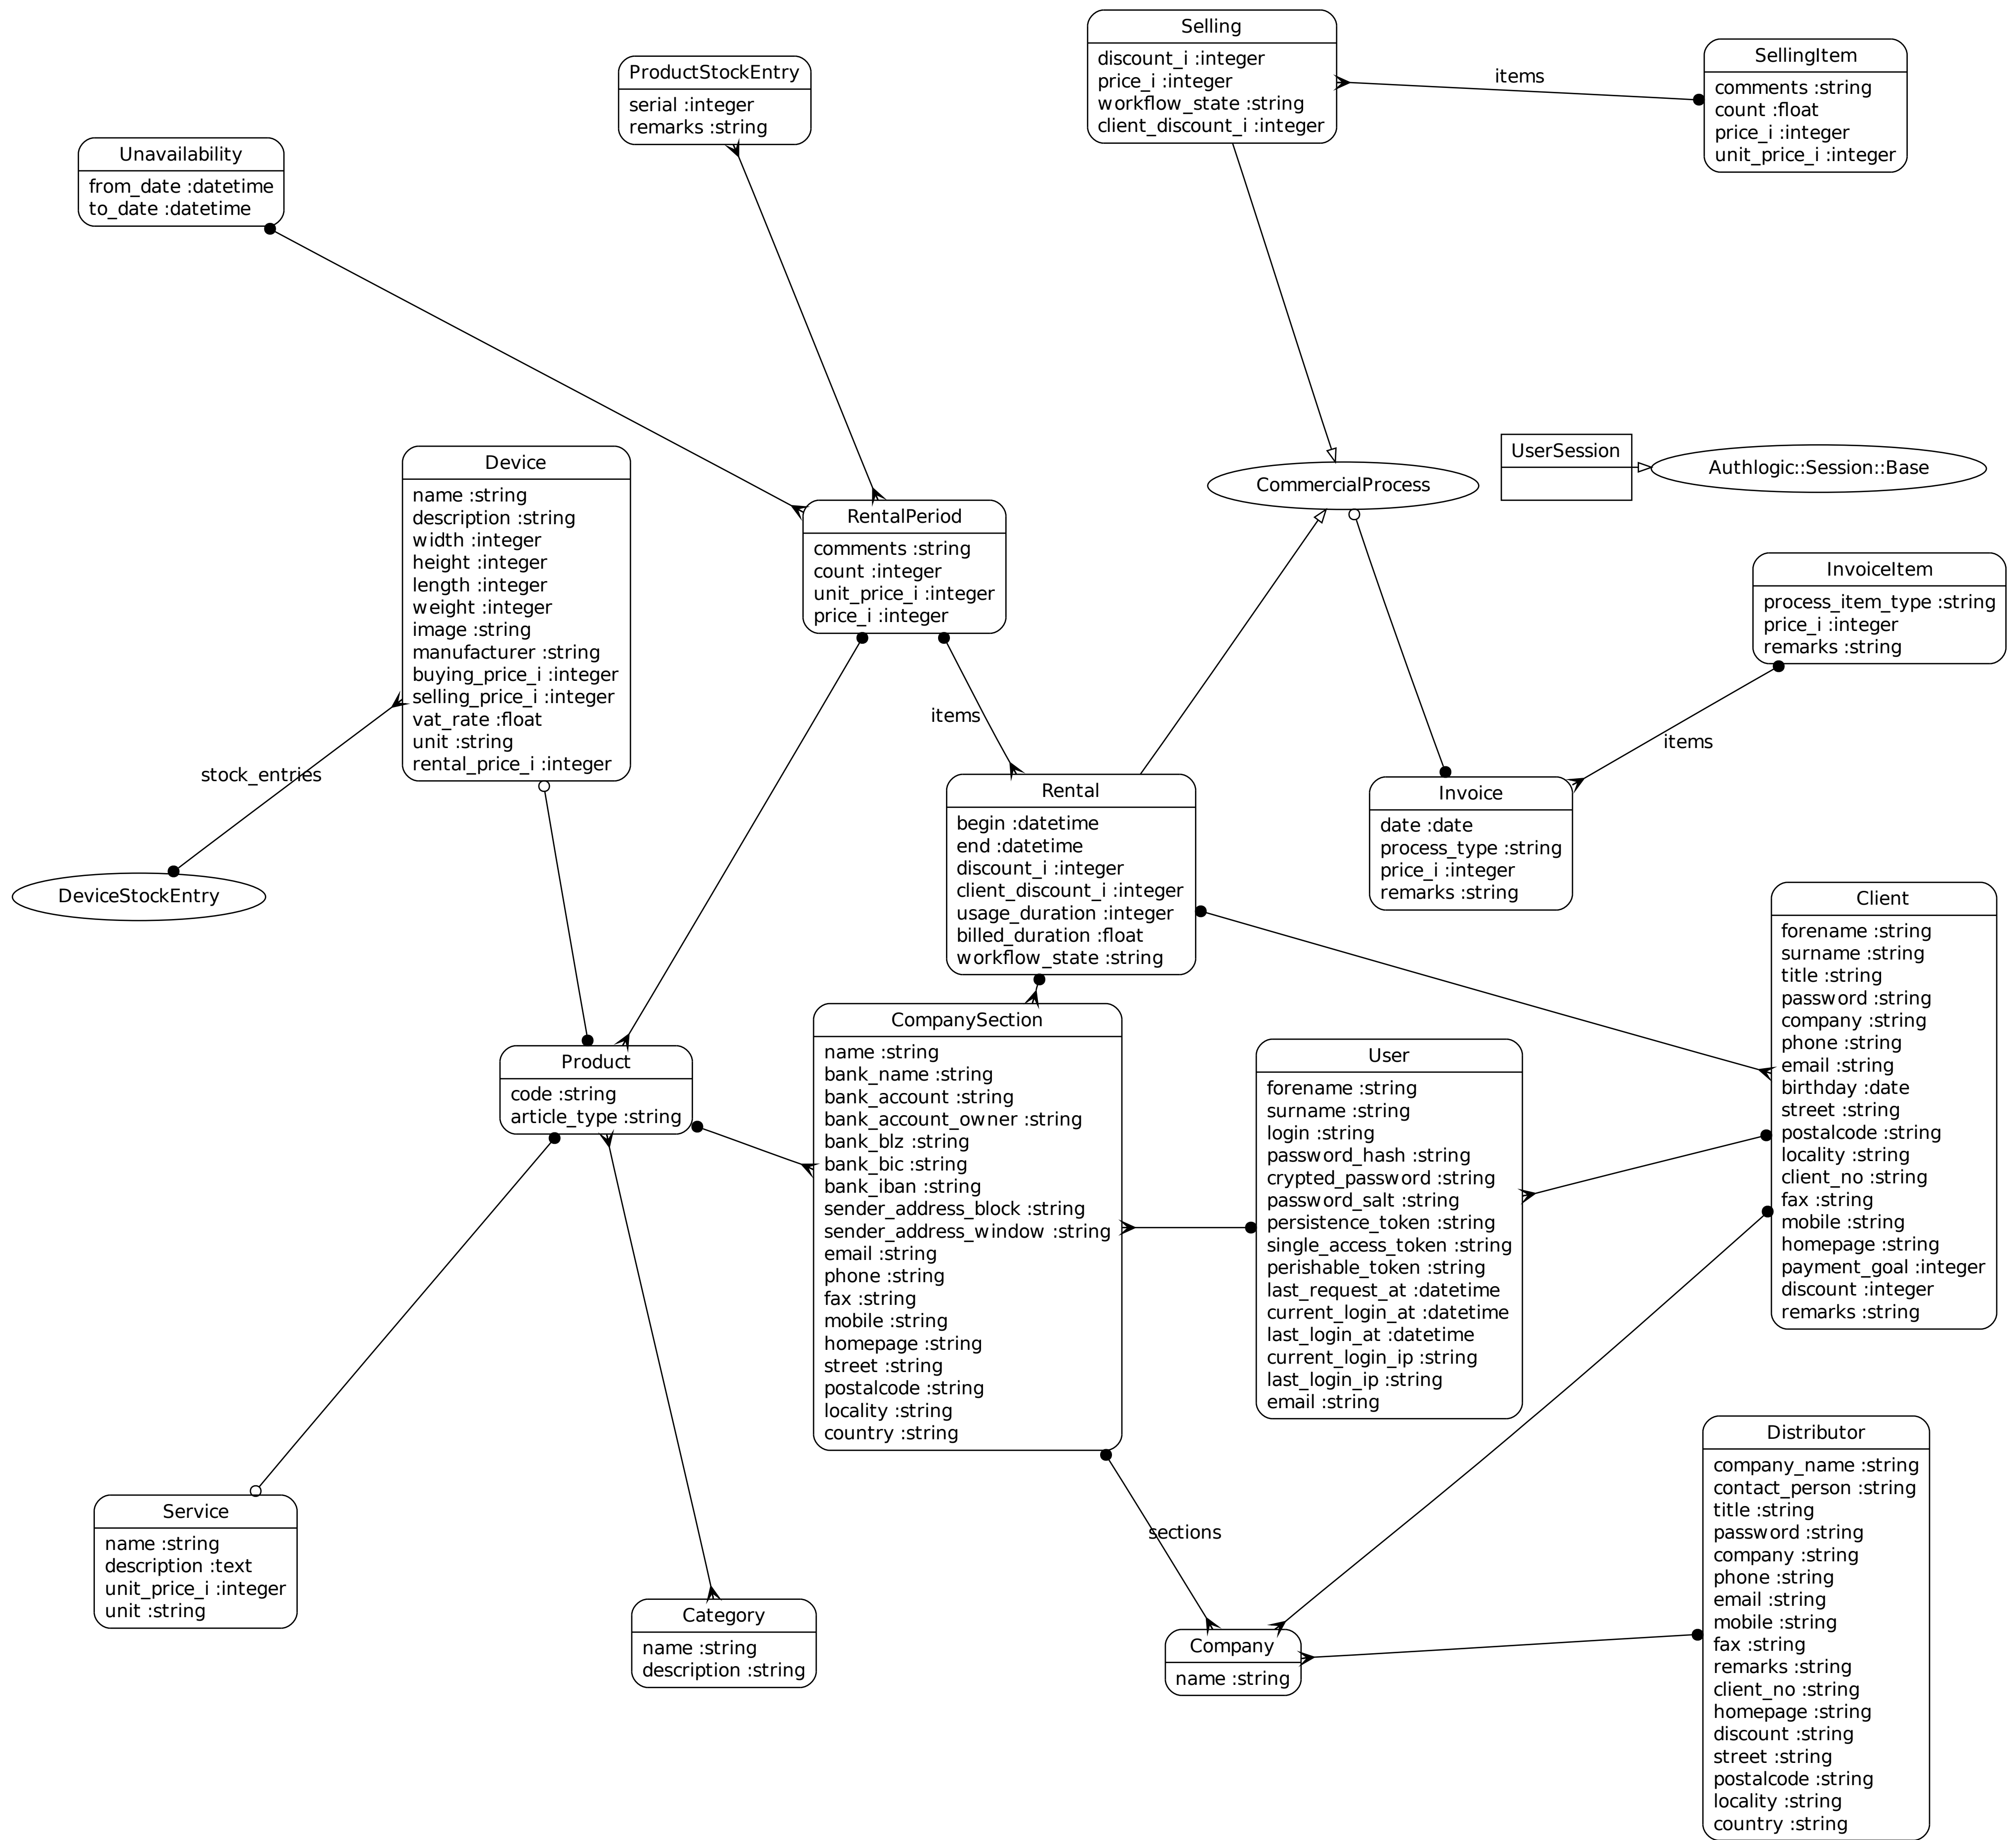 Selling
discount_i :integer
price_i :integer
workflow_state :string
client_discount_i :integer
items
SellingItem
comments :string
count :float
price_i :integer
unit_price_i :integer
ProductStockEntry
serial :integer
remarks :string
Unavailability
from_date :datetime
to_date :datetime
Device
name :string
description :string
width :integer
height :integer
length :integer
weight :integer
image :string
manufacturer :string
buying_price_i :integer
selling_price_i :integer
vat_rate :float
unit :string
rental_price_i :integer
RentalPeriod
comments :string
count :integer
unit_price_i :integer
price_i :integer
CommercialProcess
UserSession
Authlogic::Session::Base
InvoiceItem
process_item_type :string
price_i :integer
remarks :string
items
items
stock_entries
DeviceStockEntry
Rental
begin :datetime
end :datetime
discount_i :integer
client_discount_i :integer
usage_duration :integer
billed_duration :float
workflow_state :string
Invoice
date :date
process_type :string
price_i :integer
remarks :string
Client
forename :string
surname :string
title :string
password :string
company :string
phone :string
email :string
birthday :date
street :string
postalcode :string
locality :string
client_no :string
fax :string
mobile :string
homepage :string
payment_goal :integer
discount :integer
remarks :string
Product
code :string
article_type :string
CompanySection
name :string
bank_name :string
bank_account :string
bank_account_owner :string
bank_blz :string
bank_bic :string
bank_iban :string
sender_address_block :string
sender_address_window :string
email :string
phone :string
fax :string
mobile :string
homepage :string
street :string
postalcode :string
locality :string
country :string
User
forename :string
surname :string
login :string
password_hash :string
crypted_password :string
password_salt :string
persistence_token :string
single_access_token :string
perishable_token :string
last_request_at :datetime
current_login_at :datetime
last_login_at :datetime
current_login_ip :string
last_login_ip :string
email :string
Service
name :string
description :text
unit_price_i :integer
unit :string
Category
name :string
description :string
sections
Company
name :string
Distributor
company_name :string
contact_person :string
title :string
password :string
company :string
phone :string
email :string
mobile :string
fax :string
remarks :string
client_no :string
homepage :string
discount :string
street :string
postalcode :string
locality :string
country :string